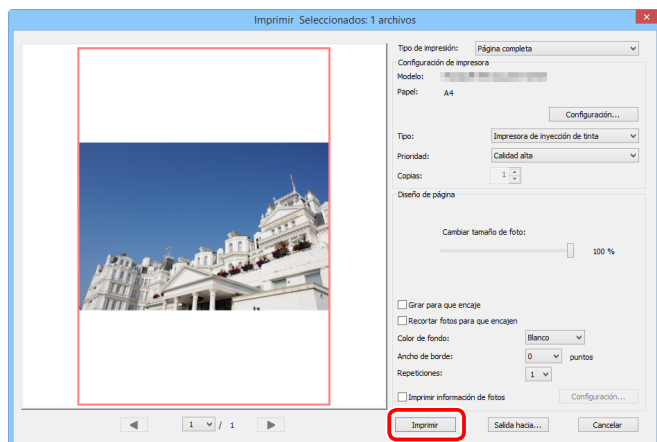 Imprimir Seleccionados: 1 archivos
Tipo de impresión: Página completa
Configuración de impresora
Modelo:
Papel: A4
Configuración...
Tipo: Impresora de inyección de tinta
Prioridad: Calidad alta
Copias: 1
Diseño de página
Cambiar tamaño de foto:
100 %
Girar para que encaje
Recortar fotos para que encajen
Color de fondo: Blanco
Ancho de borde: 0 puntos
Repeticiones: 1
Imprimir información de fotos Configuración...
1 / 1
Imprimir Salida hacia... Cancelar